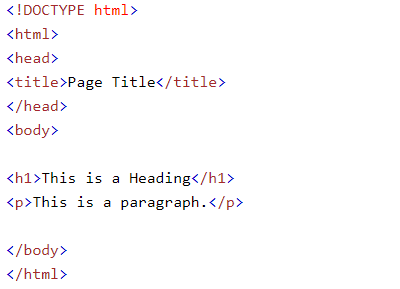 <!DOCTYPE html>
<html>
<head>
<title>Page Title</title>
</head>
<body>
<h1>This is a Heading</h1>
<p>This is a paragraph.</p>
</body>
</html>